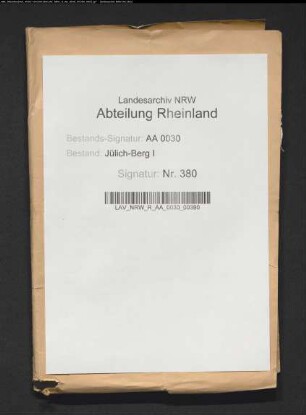 Landesarchiv NRW
Abteilung Rheinland
Bestands-Signatur: AA 0030
Bestand: Jülich-Berg I
Signatur: Nr. 380
LAV_NRW_R_AA_0030_00380